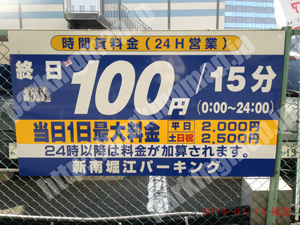 時間貸料金(24H営業)
終日 100円/15分
(0:00~24:00)
当日1日最大料金 平日 2,000円
土日祝 2,500円
24時以降は料金が加算されます。
新南堀江パーキング